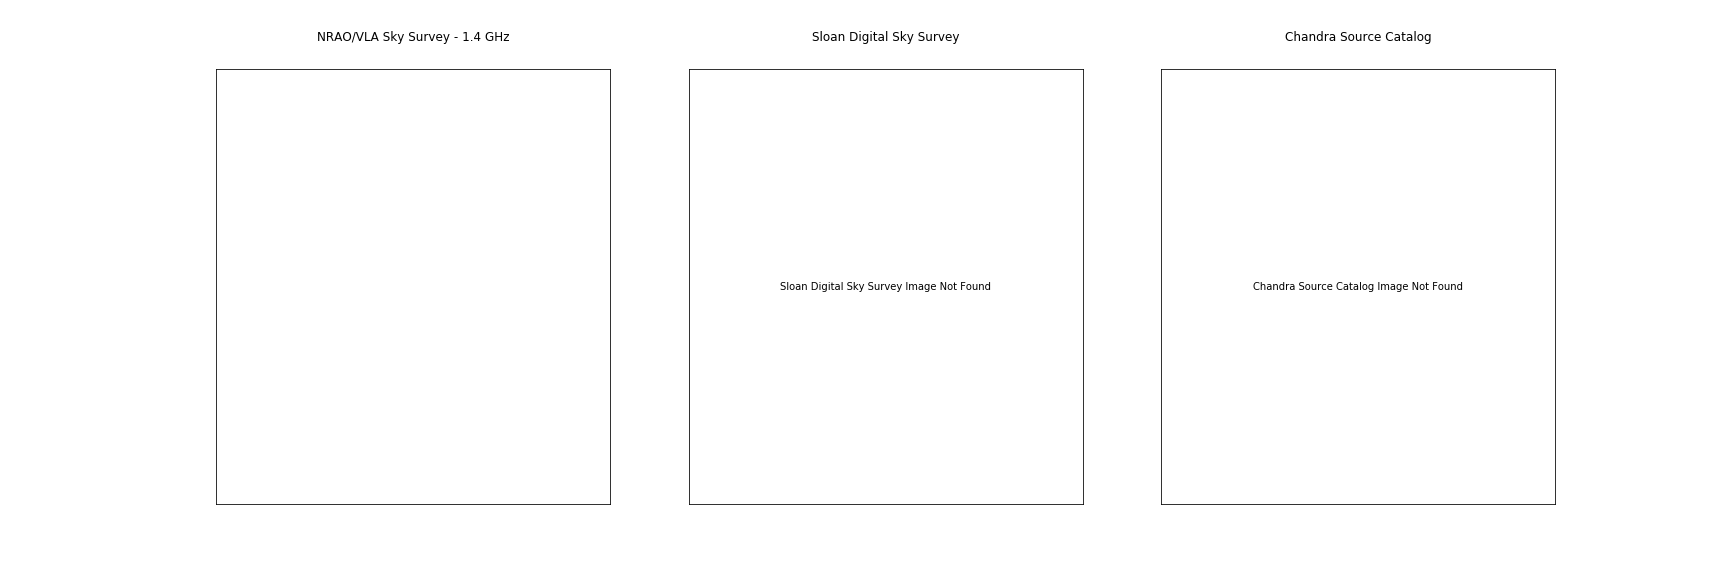 NRAO/VLA Sky Survey - 1.4 GHz
Sloan Digital Sky Survey
Chandra Source Catalog
Sloan Digital Sky Survey Image Not Found
Chandra Source Catalog Image Not Found